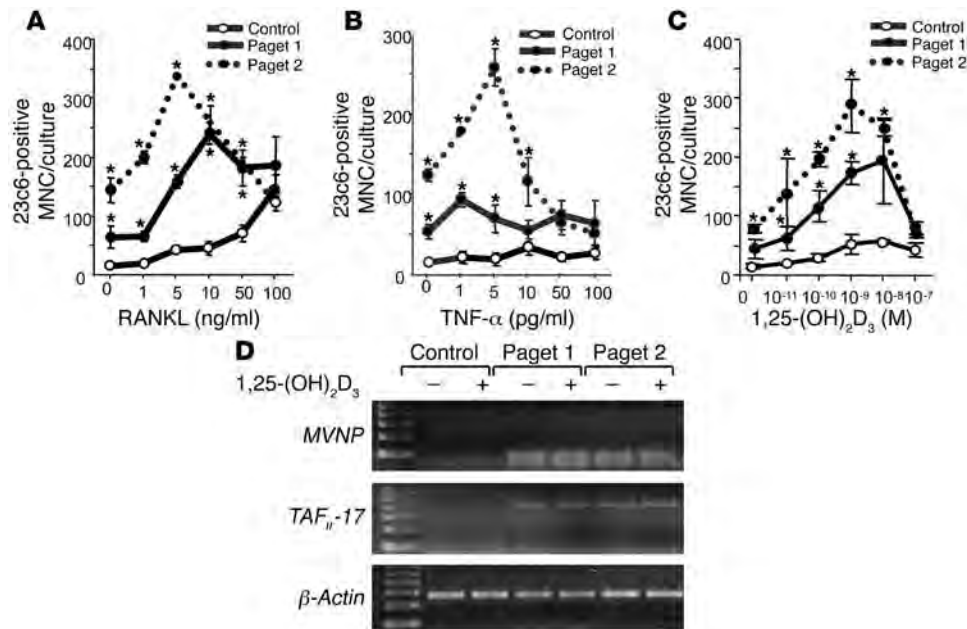 A
400
300
200
100
0
23c6-positive
MNC/culture
Control
Paget 1
Paget 2
*
*
*
*
*
*
*
*
*
*
*
0 1 5 10 50 100
RANKL (ng/ml)
B
300
200
100
0
23c6-positive
MNC/culture
Control
Paget 1
Paget 2
*
*
*
*
*
*
*
0 1 5 10 50 100
TNF-α (pg/ml)
C
400
300
200
100
0
23c6-positive
MNC/culture
Control
Paget 1
Paget 2
*
*
*
*
*
*
*
*
*
0 10⁻¹¹ 10⁻¹⁰ 10⁻⁹ 10⁻⁸ 10⁻⁷
1,25-(OH)₂D₃ (M)
D
Control Paget 1 Paget 2
1,25-(OH)₂D₃ – + – + – +
MVNP
TAF_II-17
β-Actin